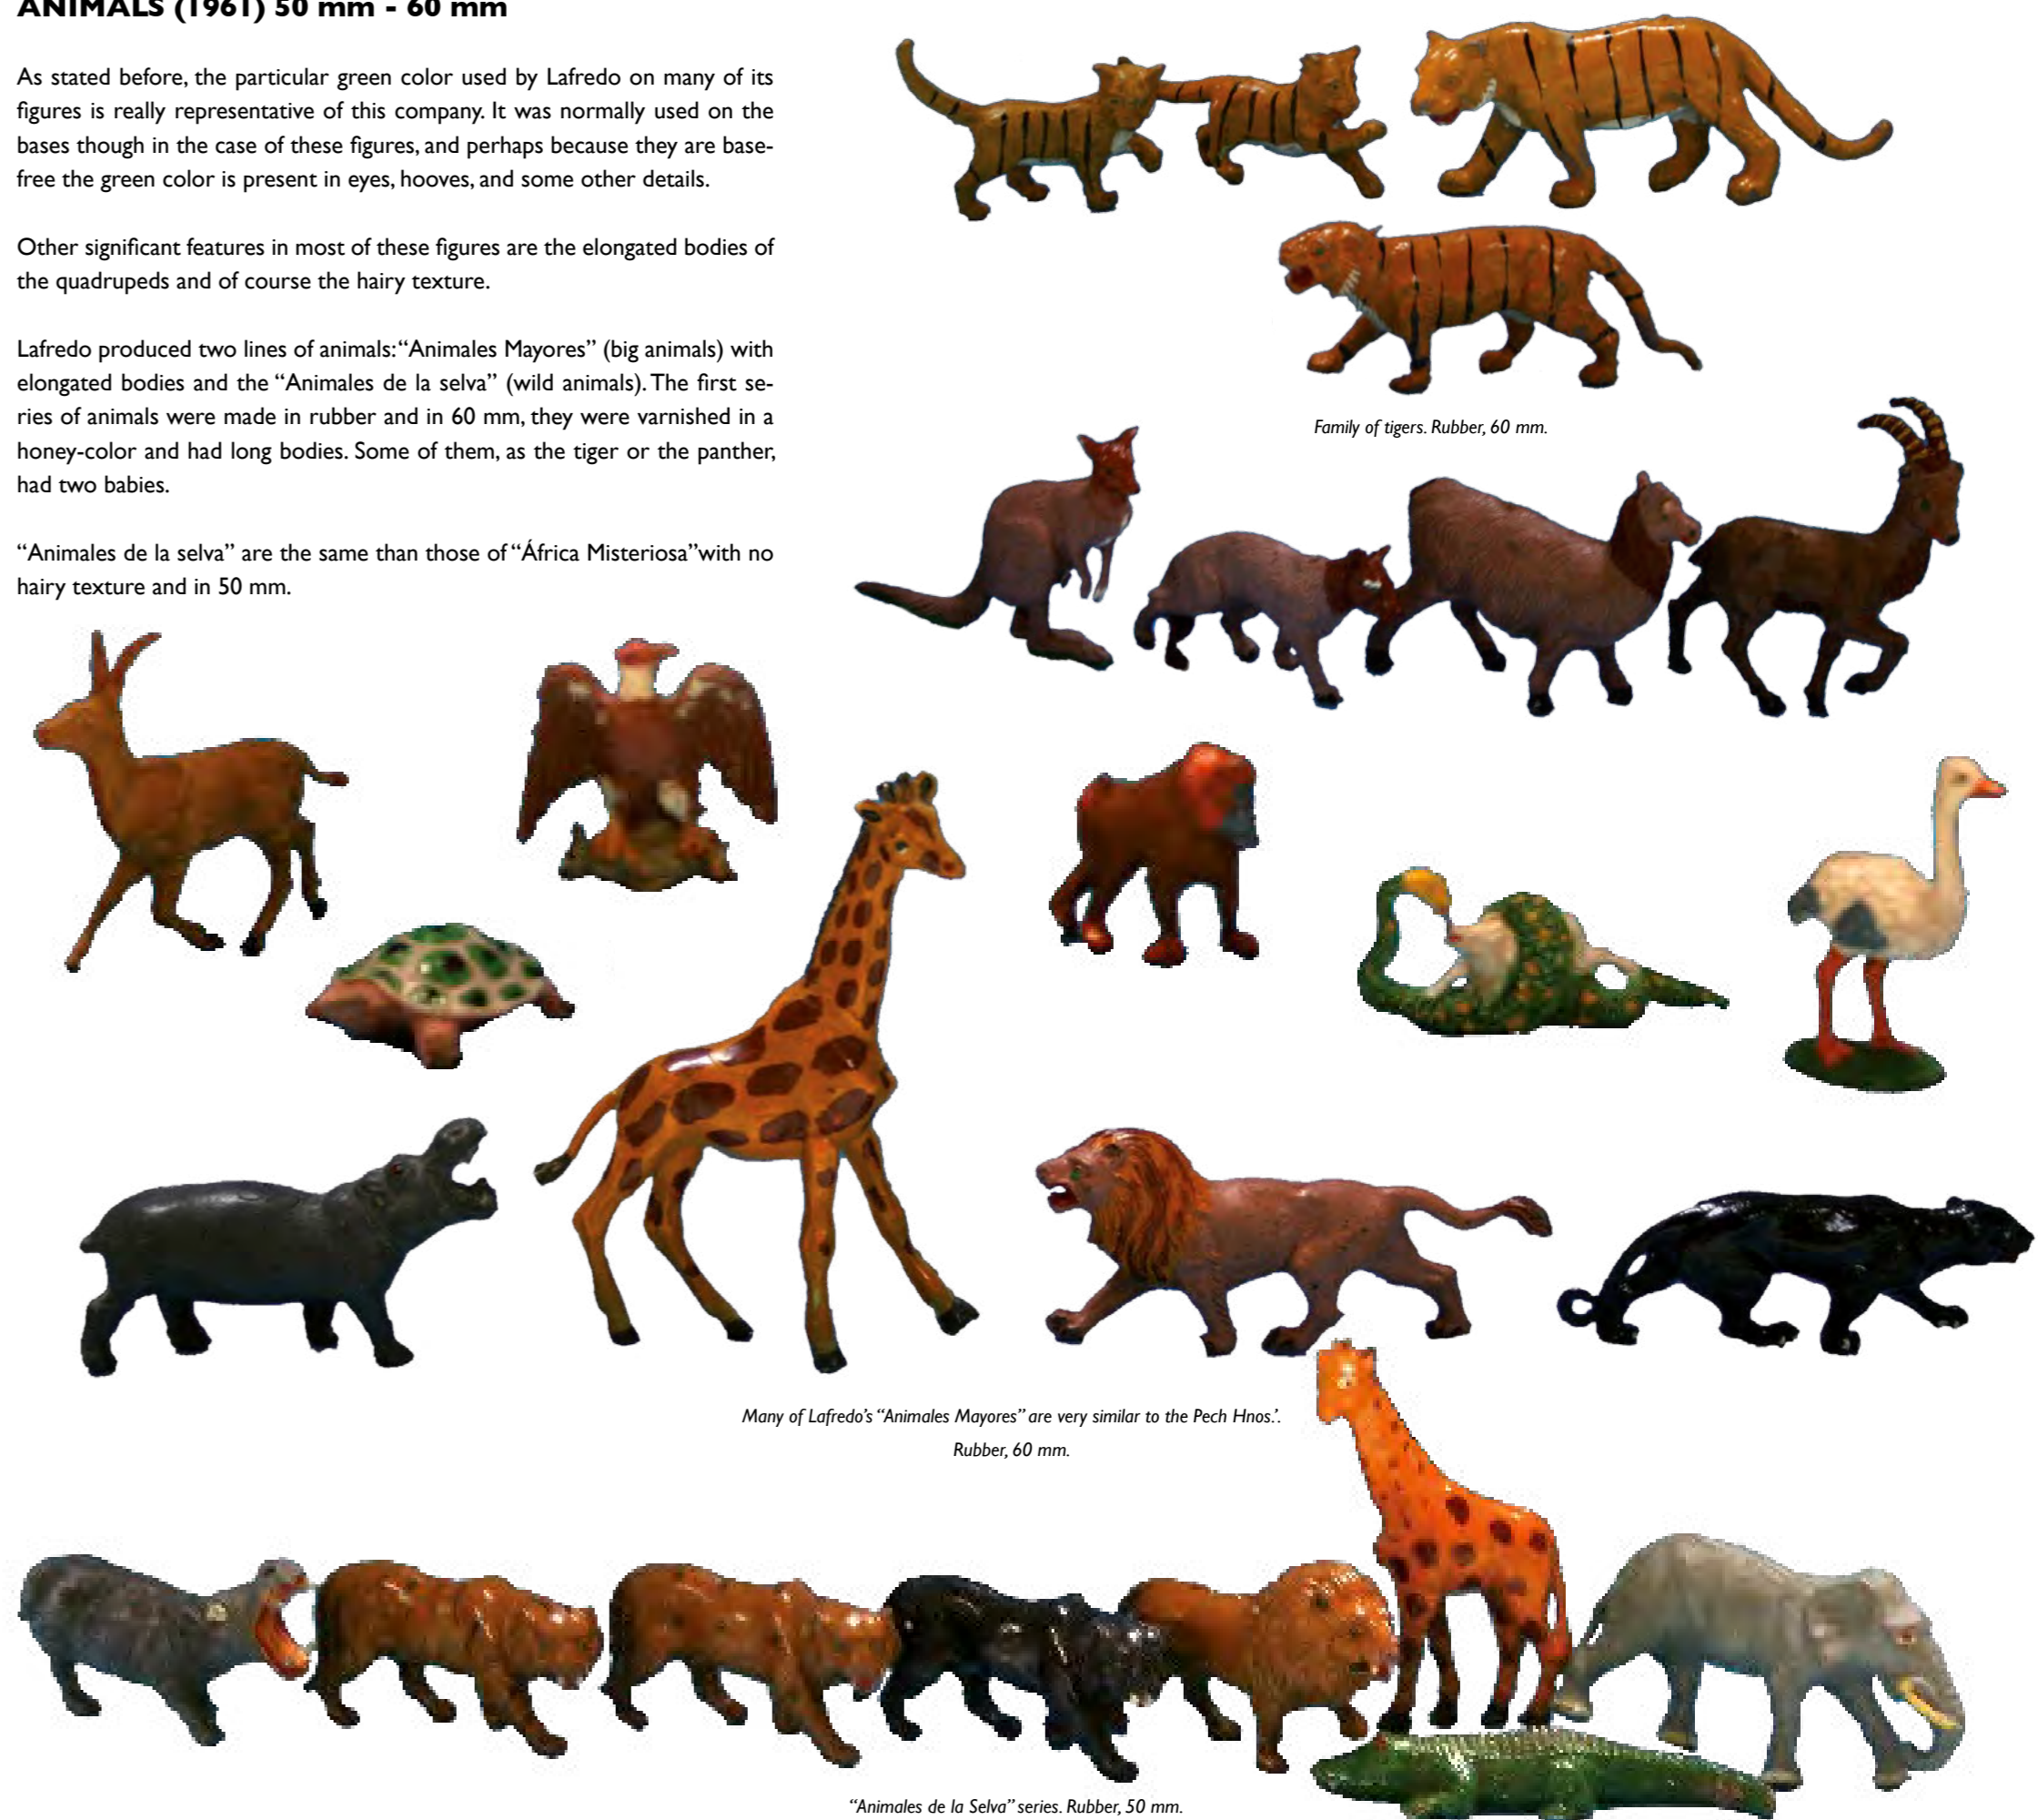 ANIMALS (1961) 50 mm - 60 mm
As stated before, the particular green color used by Lafredo on many of its
figures is really representative of this company. It was normally used on the
bases though in the case of these figures, and perhaps because they are base-
free the green color is present in eyes, hooves, and some other details.
Other significant features in most of these figures are the elongated bodies of
the quadrupeds and of course the hairy texture.
Lafredo produced two lines of animals: “Animales Mayores” (big animals) with
elongated bodies and the “Animales de la selva” (wild animals). The first se-
ries of animals were made in rubber and in 60 mm, they were varnished in a
honey-color and had long bodies. Some of them, as the tiger or the panther,
had two babies.
“Animales de la selva” are the same than those of “África Misteriosa” with no
hairy texture and in 50 mm.
Family of tigers. Rubber, 60 mm.
Many of Lafredo’s “Animales Mayores” are very similar to the Pech Hnos.’.
Rubber, 60 mm.
“Animales de la Selva” series. Rubber, 50 mm.